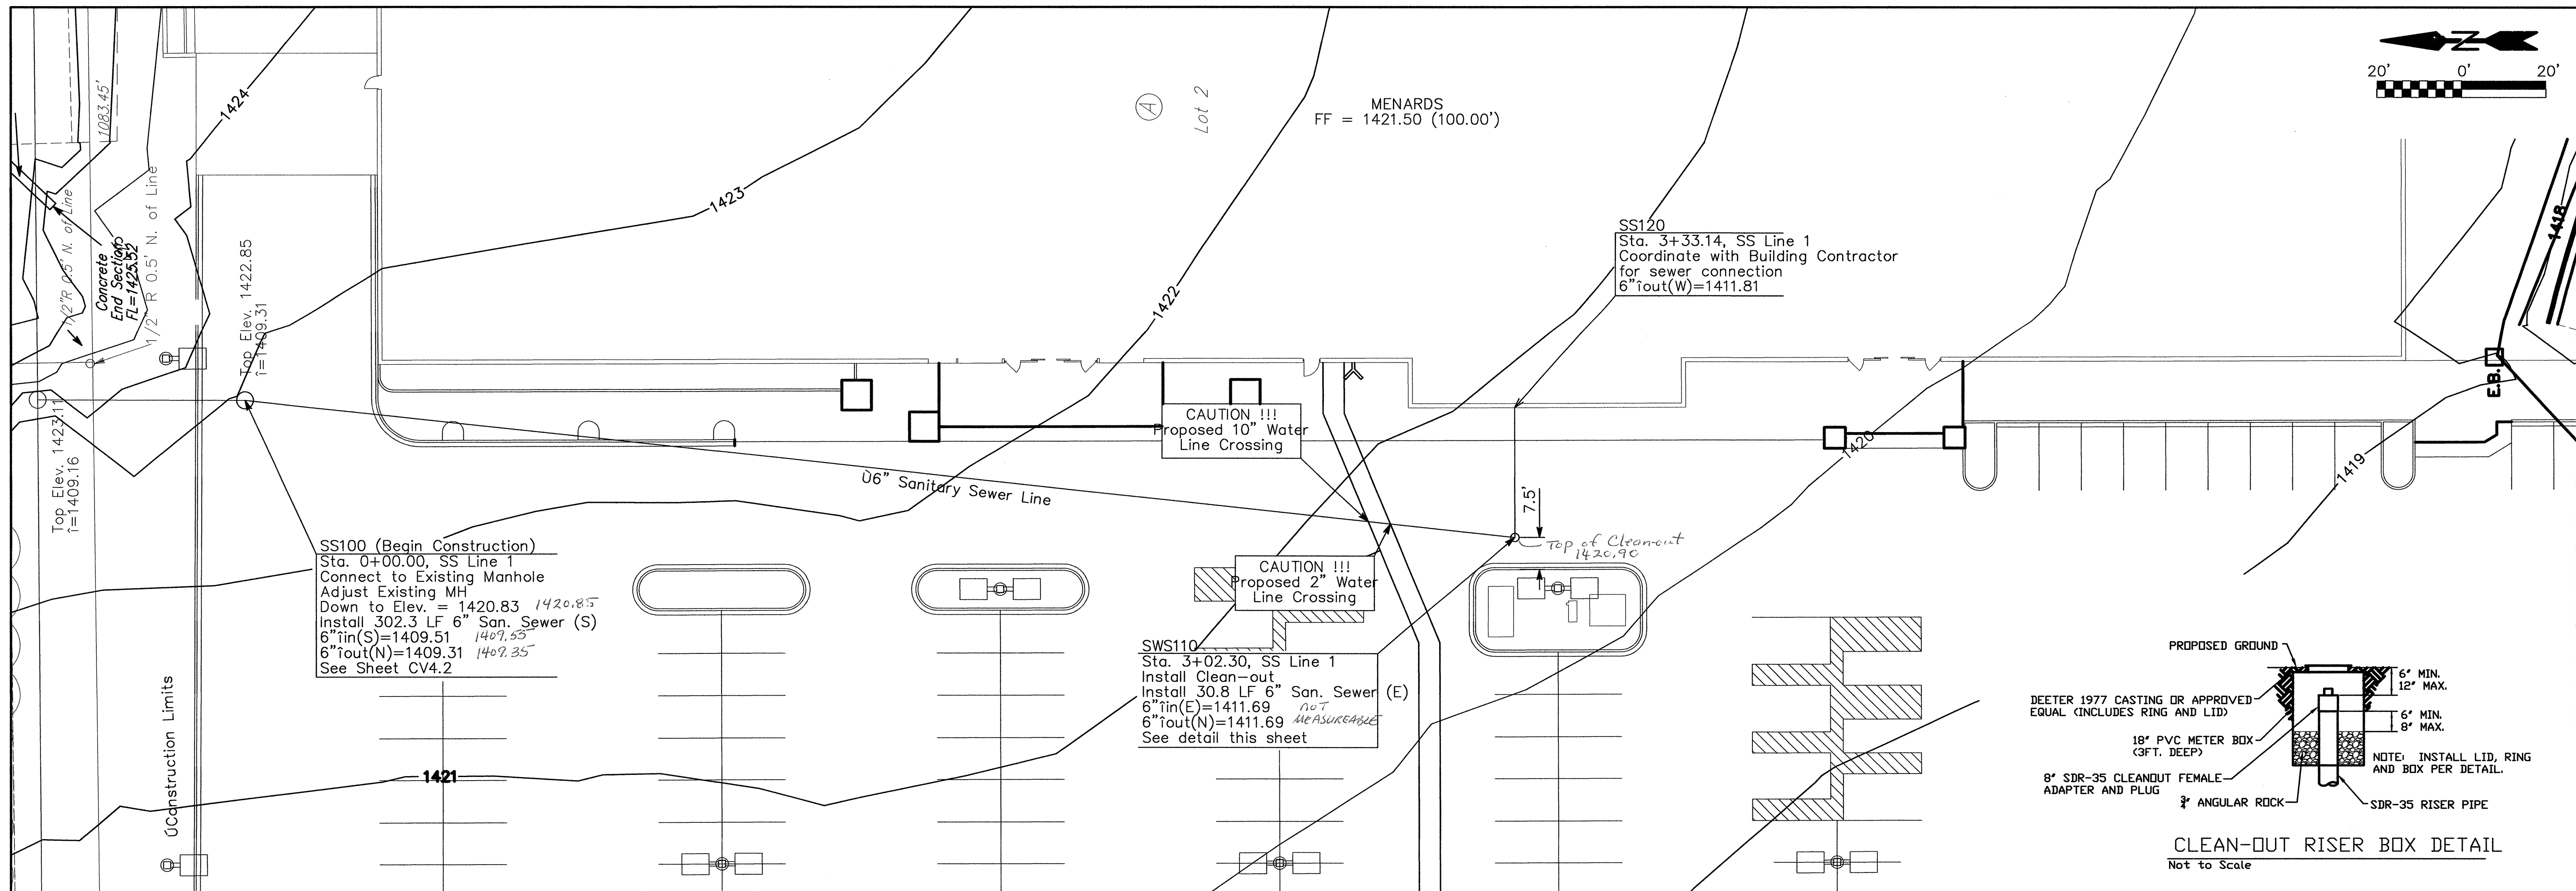 20' 0' 20'
MENARDS
FF = 1421.50 (100.00')
A
Lot 2
1424
1423
1422
1083.45'
1/2"R 0.5' N. of Line
Concrete
End Section
FL=1425.52
1/2" R 0.5' N. of Line
Top Elev. 1422.85
î=1409.31
Top Elev. 1423.11
î=1409.16
SS120
Sta. 3+33.14, SS Line 1
Coordinate with Building Contractor
for sewer connection
6"îout(W)=1411.81
1418
E.B.
CAUTION !!!
Proposed 10" Water
Line Crossing
Ù6" Sanitary Sewer Line
7.5'
Top of Clean-out
1420.90
1420
1419
SS100 (Begin Construction)
Sta. 0+00.00, SS Line 1
Connect to Existing Manhole
Adjust Existing MH
Down to Elev. = 1420.83 1420.85
Install 302.3 LF 6" San. Sewer (S)
6"îin(S)=1409.51 1409.55
6"îout(N)=1409.31 1409.35
See Sheet CV4.2
CAUTION !!!
Proposed 2" Water
Line Crossing
SWS110
Sta. 3+02.30, SS Line 1
Install Clean-out
Install 30.8 LF 6" San. Sewer (E)
6"îin(E)=1411.69 NOT
6"îout(N)=1411.69 MEASUREABLE
See detail this sheet
ÙConstruction Limits
1421
PROPOSED GROUND
6" MIN.
12" MAX.
DEETER 1977 CASTING OR APPROVED
EQUAL (INCLUDES RING AND LID)
6" MIN.
8" MAX.
18" PVC METER BOX
(3FT. DEEP)
NOTE: INSTALL LID, RING
AND BOX PER DETAIL.
8" SDR-35 CLEANOUT FEMALE
ADAPTER AND PLUG
3/4" ANGULAR ROCK
SDR-35 RISER PIPE
CLEAN-OUT RISER BOX DETAIL
Not to Scale